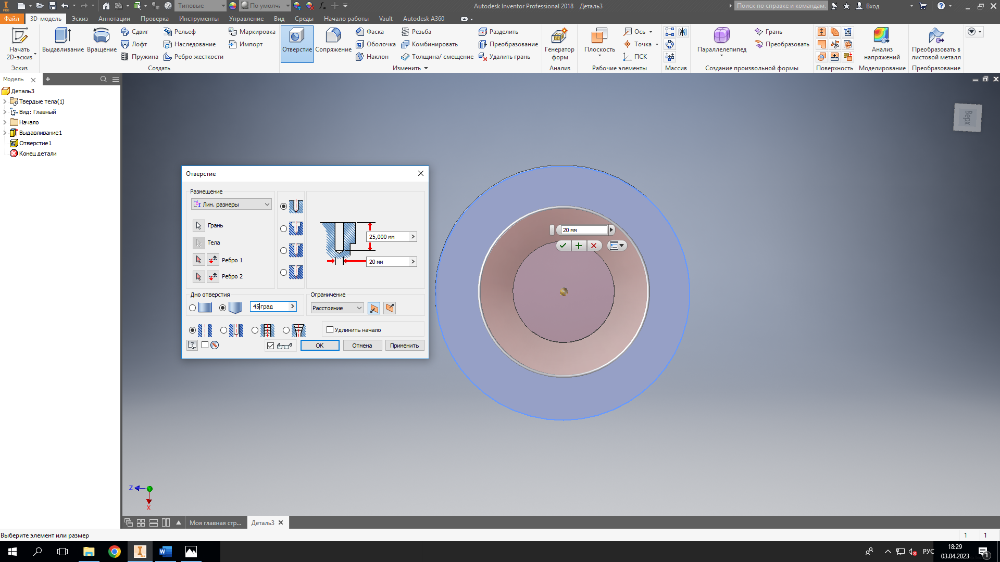 Типовые
По умолча
Autodesk Inventor Professional 2018 Деталь3
Поиск по справке и командам.
Вход
Файл 3D-модель Эскиз Аннотации Проверка Инструменты Управление Вид Среды Начало работы Vault Autodesk A360
Начать
2D-эскиз
Выдавливание
Вращение
Сдвиг
Лофт
Пружина
Рельеф
Наследование
Ребро жесткости
Маркировка
Импорт
Отверстие
Сопряжение
Фаска
Оболочка
Наклон
Резьба
Комбинировать
Толщина/ смещение
Разделить
Преобразование
Удалить грань
Генератор
форм
Плоскость
Ось
Точка
ПСК
Параллелепипед
Грань
Преобразовать
Анализ
напряжений
Преобразовать в
листовой металл
Эскиз Создать Изменить Анализ Рабочие элементы Массив Создание произвольной формы Поверхность Моделирование Преобразование
Модель
Деталь3
Твердые тела(1)
Вид: Главный
Начало
Выдавливание1
Отверстие1
Конец детали
Верх
Отверстие
Размещение
Лин. размеры
Грань
Тела
Ребро 1
Ребро 2
25,000 мм
20 мм
Дно отверстия
45 град
Ограничение
Расстояние
Удлинить начало
ОК
Отмена
Применить
20 мм
Z
X
Моя главная стр...
Деталь3
Выберите элемент или размер
1 1
РУС
18:29
03.04.2023
1